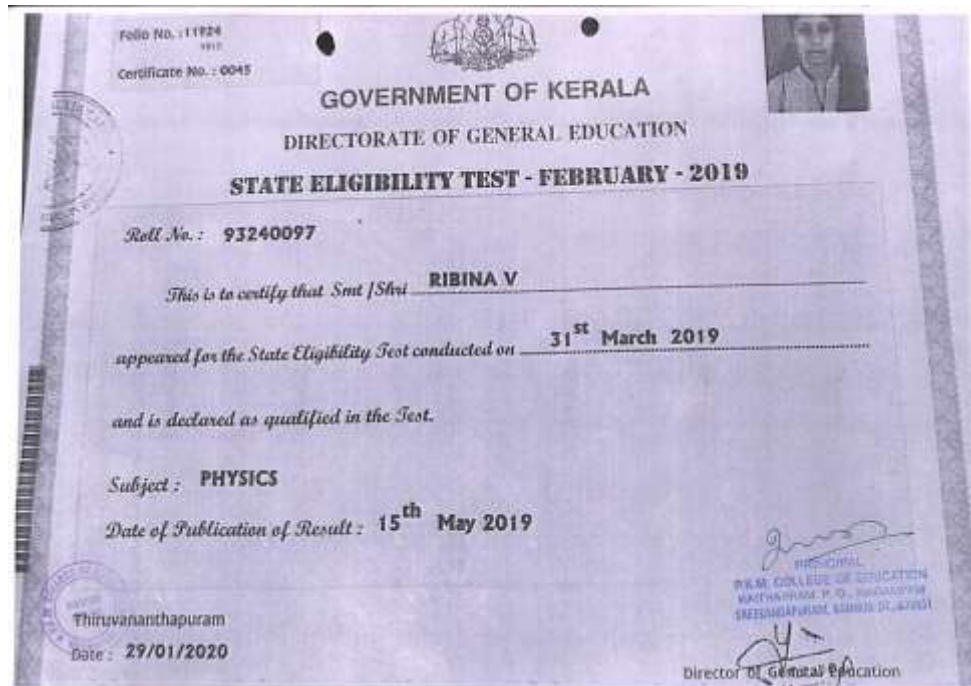 Folio No. : 11924
Certificate No. : 0045
GOVERNMENT OF KERALA
DIRECTORATE OF GENERAL EDUCATION
STATE ELIGIBILITY TEST - FEBRUARY - 2019
Roll No. : 93240097
This is to certify that Smt / Shri RIBINA V
appeared for the State Eligibility Test conducted on 31st March 2019
and is declared as qualified in the Test.
Subject : PHYSICS
Date of Publication of Result : 15th May 2019
PRINCIPAL
COLLEGE OF EDUCATION
Thiruvananthapuram
Date : 29/01/2020
Director of General Education